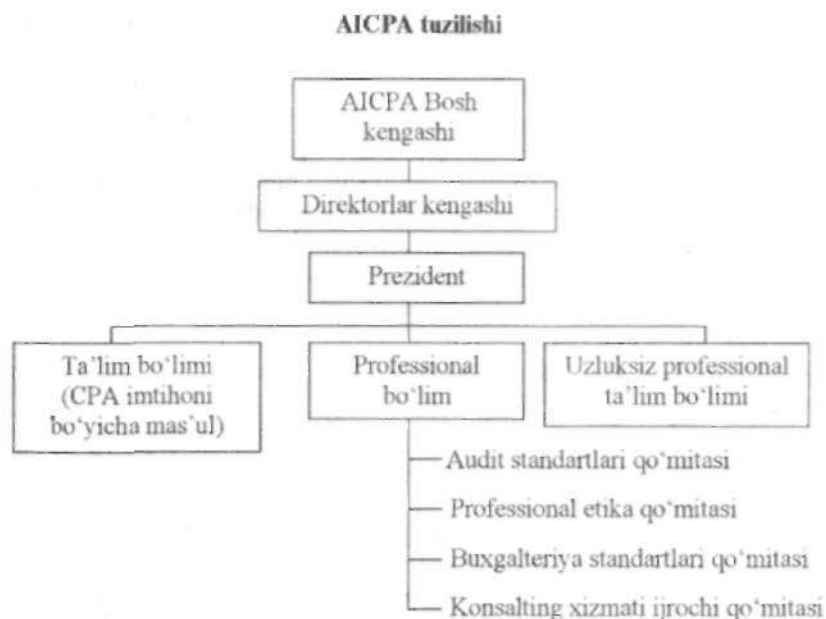 AICPA tuzilishi
AICPA Bosh
kengashi
Direktorlar kengashi
Prezident
Ta’lim bo‘limi
(CPA imtihoni
bo‘yicha mas’ul)
Professional
bo‘lim
Uzluksiz professional
ta’lim bo‘limi
Audit standartlari qo‘mitasi
Professional etika qo‘mitasi
Buxgalteriya standartlari qo‘mitasi
Konsalting xizmati ijrochi qo‘mitasi